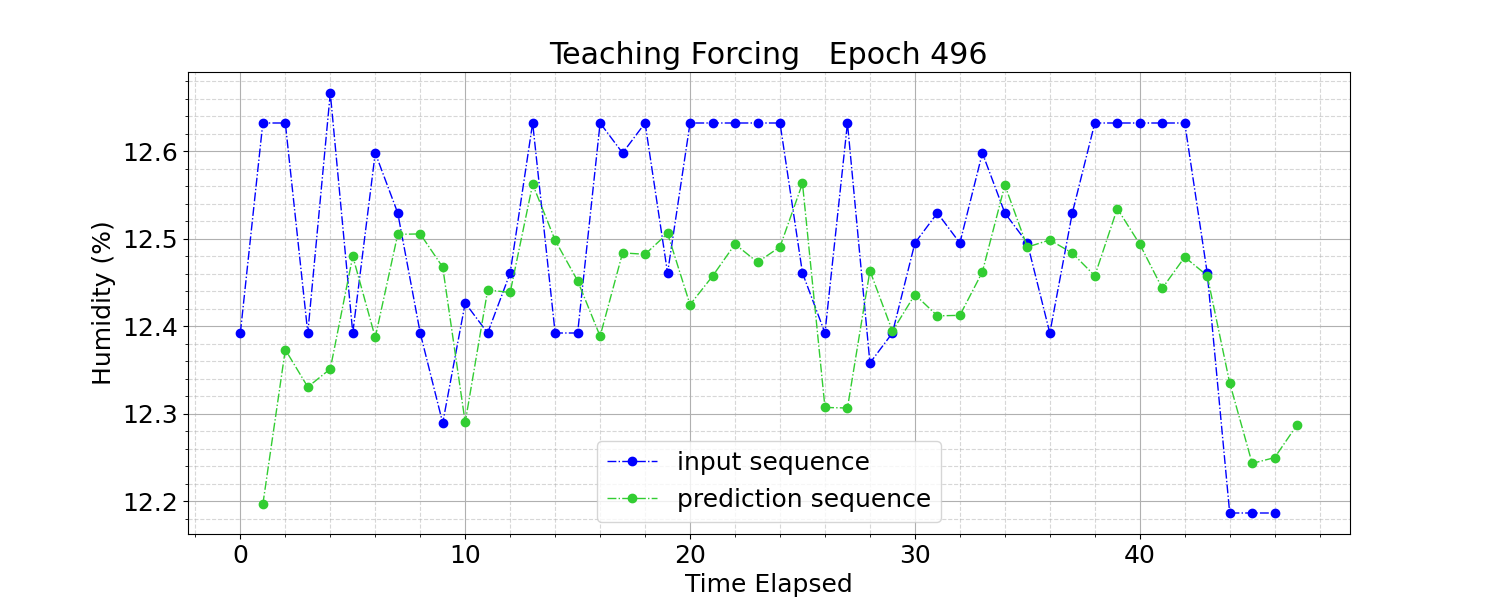 Teaching Forcing   Epoch 496
Humidity (%)
12.6
12.5
12.4
12.3
12.2
input sequence
prediction sequence
0 10 20 30 40
Time Elapsed